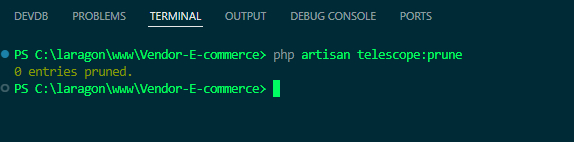 DEVDB PROBLEMS TERMINAL OUTPUT DEBUG CONSOLE PORTS
PS C:\laragon\www\Vendor-E-commerce> php artisan telescope:prune
0 entries pruned.
PS C:\laragon\www\Vendor-E-commerce>